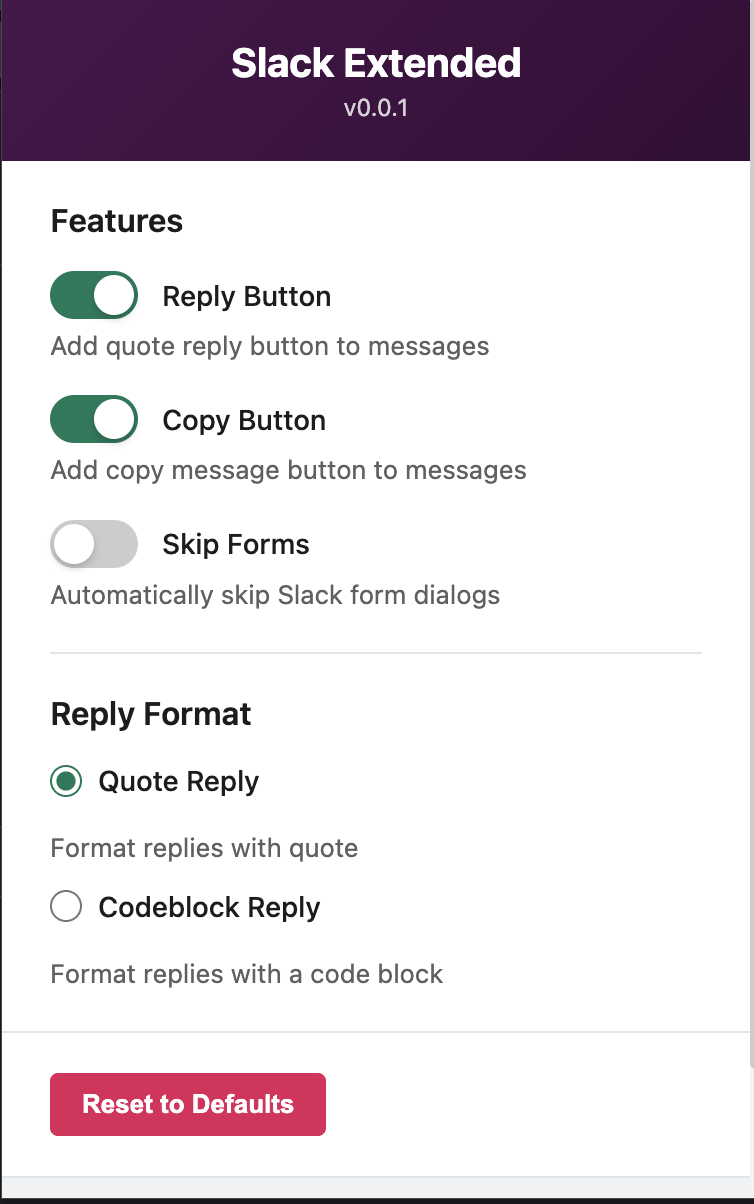 Slack Extended
v0.0.1
Features
Reply Button
Add quote reply button to messages
Copy Button
Add copy message button to messages
Skip Forms
Automatically skip Slack form dialogs
Reply Format
Quote Reply
Format replies with quote
Codeblock Reply
Format replies with a code block
Reset to Defaults